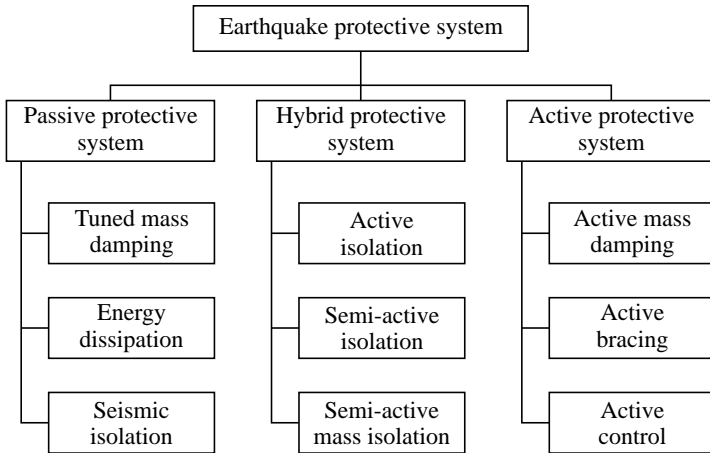 Earthquake protective system
Passive protective
system
Hybrid protective
system
Active protective
system
Tuned mass
damping
Active
isolation
Active mass
damping
Energy
dissipation
Semi-active
isolation
Active
bracing
Seismic
isolation
Semi-active
mass isolation
Active
control